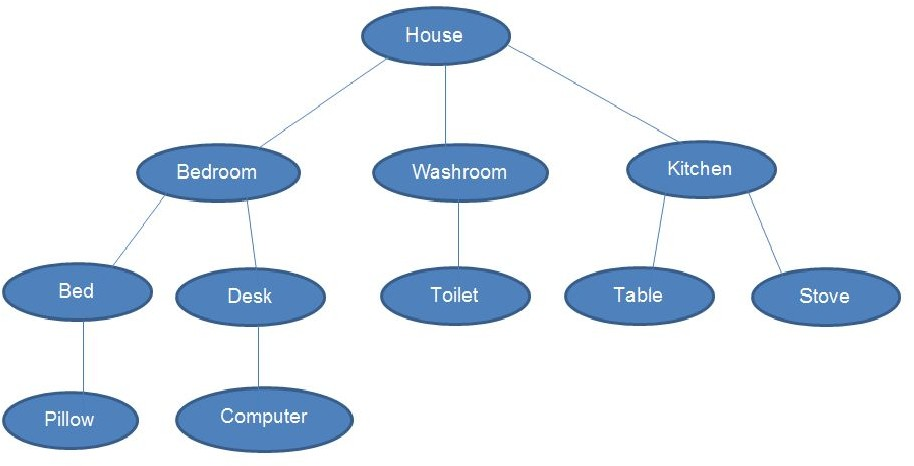 House
Bedroom
Washroom
Kitchen
Bed
Desk
Toilet
Table
Stove
Pillow
Computer